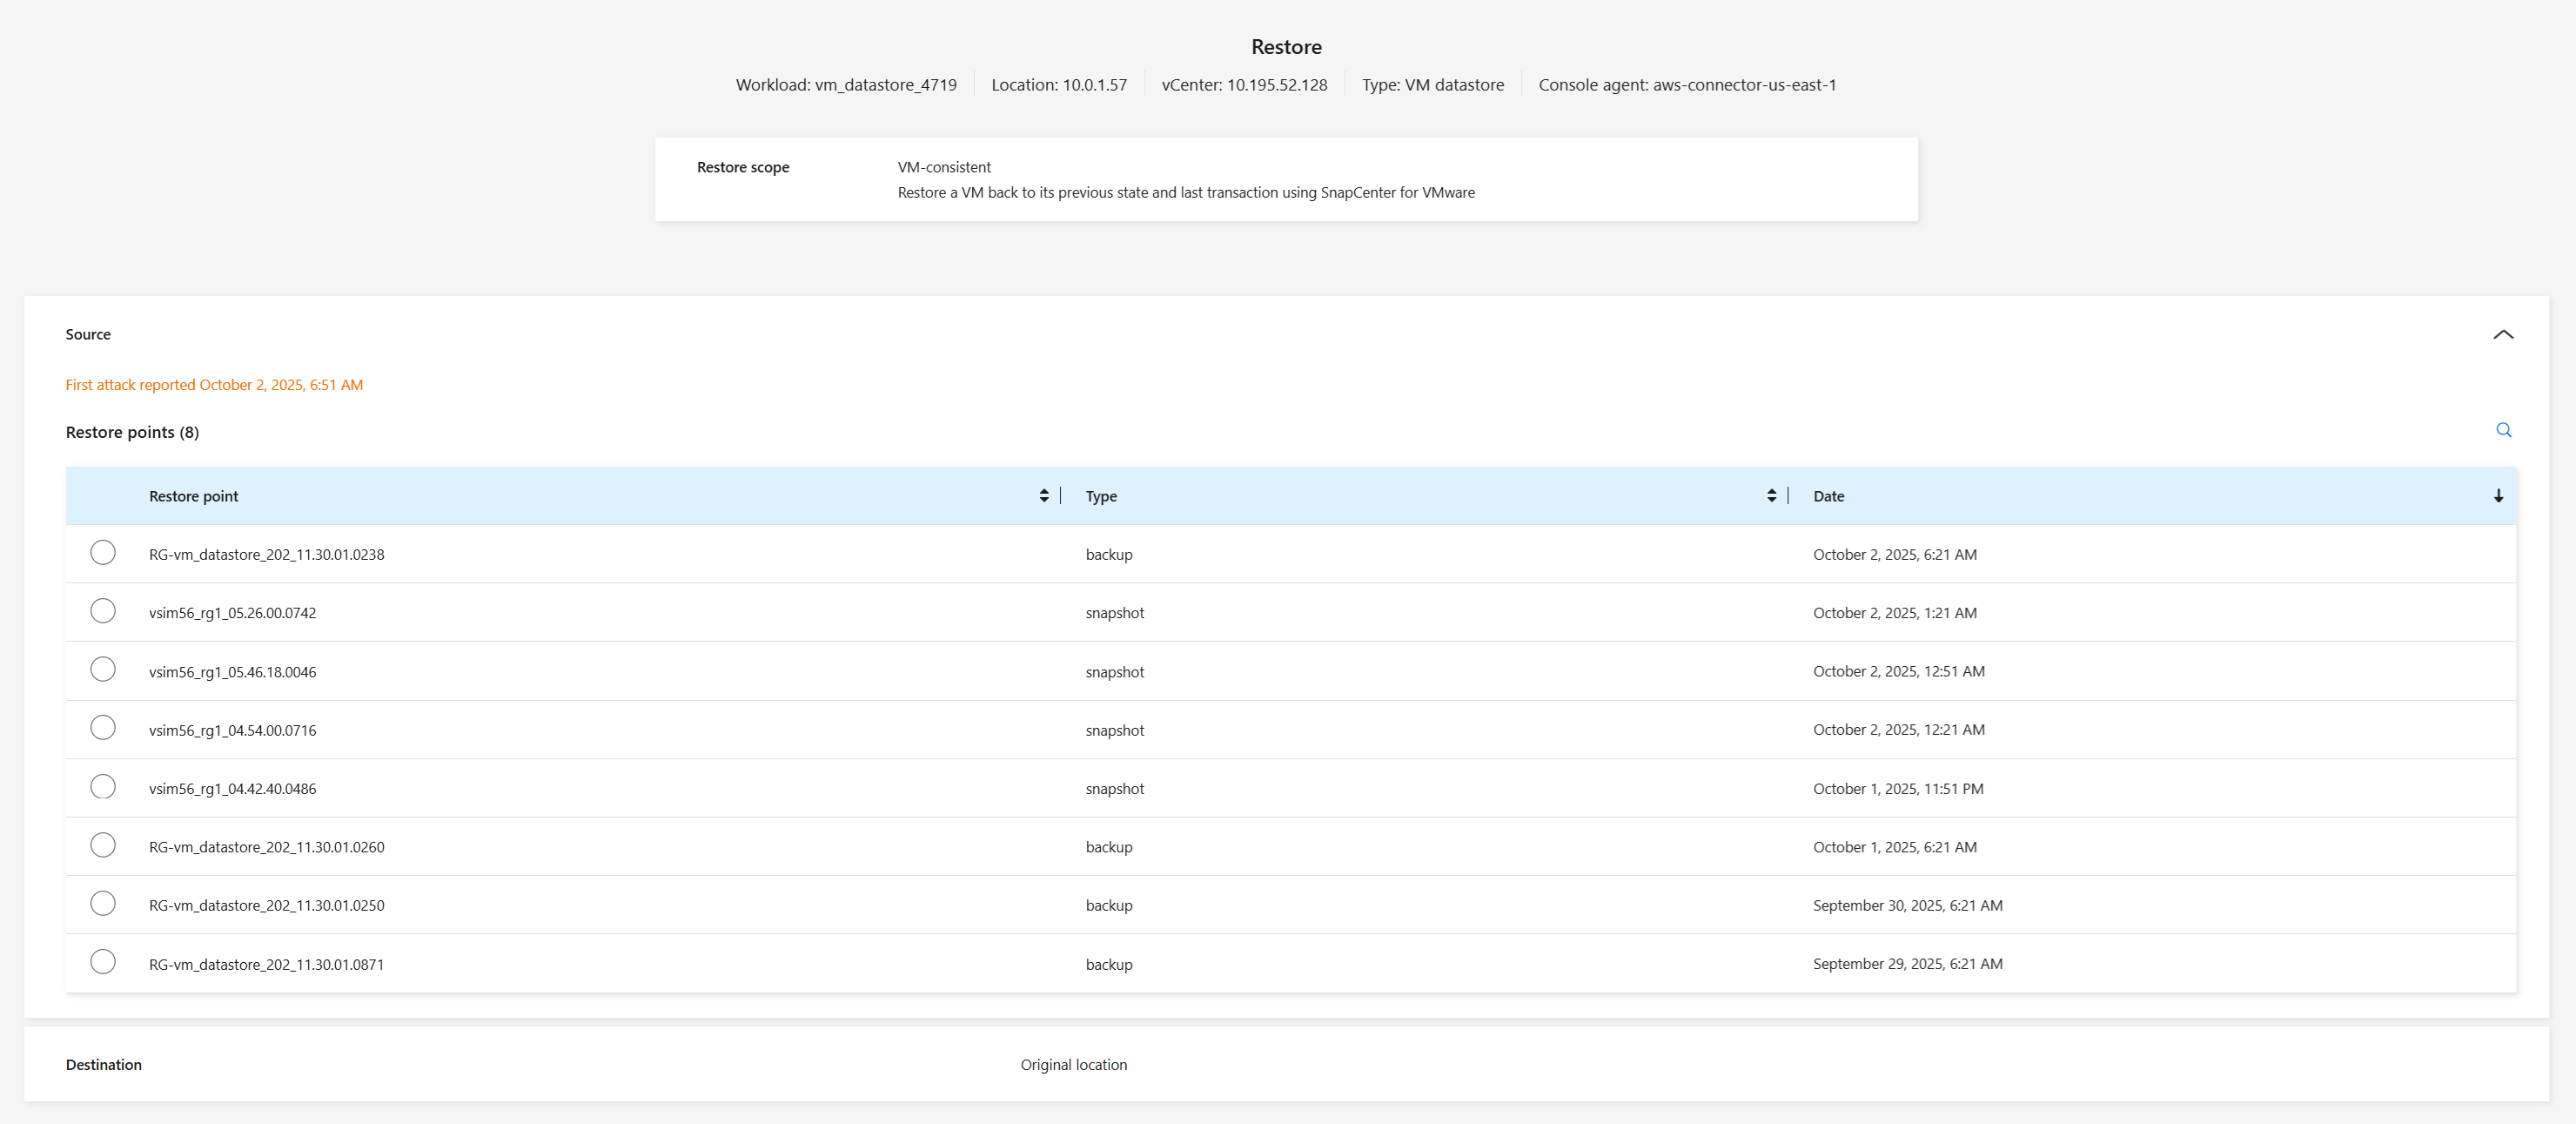 Restore
Workload: vm_datastore_4719 Location: 10.0.1.57 vCenter: 10.195.52.128 Type: VM datastore Console agent: aws-connector-us-east-1
Restore scope VM-consistent
Restore a VM back to its previous state and last transaction using SnapCenter for VMware
Source
First attack reported October 2, 2025, 6:51 AM
Restore points (8)
Restore point Type Date
RG-vm_datastore_202_11.30.01.0238 backup October 2, 2025, 6:21 AM
vsim56_rg1_05.26.00.0742 snapshot October 2, 2025, 1:21 AM
vsim56_rg1_05.46.18.0046 snapshot October 2, 2025, 12:51 AM
vsim56_rg1_04.54.00.0716 snapshot October 2, 2025, 12:21 AM
vsim56_rg1_04.42.40.0486 snapshot October 1, 2025, 11:51 PM
RG-vm_datastore_202_11.30.01.0260 backup October 1, 2025, 6:21 AM
RG-vm_datastore_202_11.30.01.0250 backup September 30, 2025, 6:21 AM
RG-vm_datastore_202_11.30.01.0871 backup September 29, 2025, 6:21 AM
Destination Original location